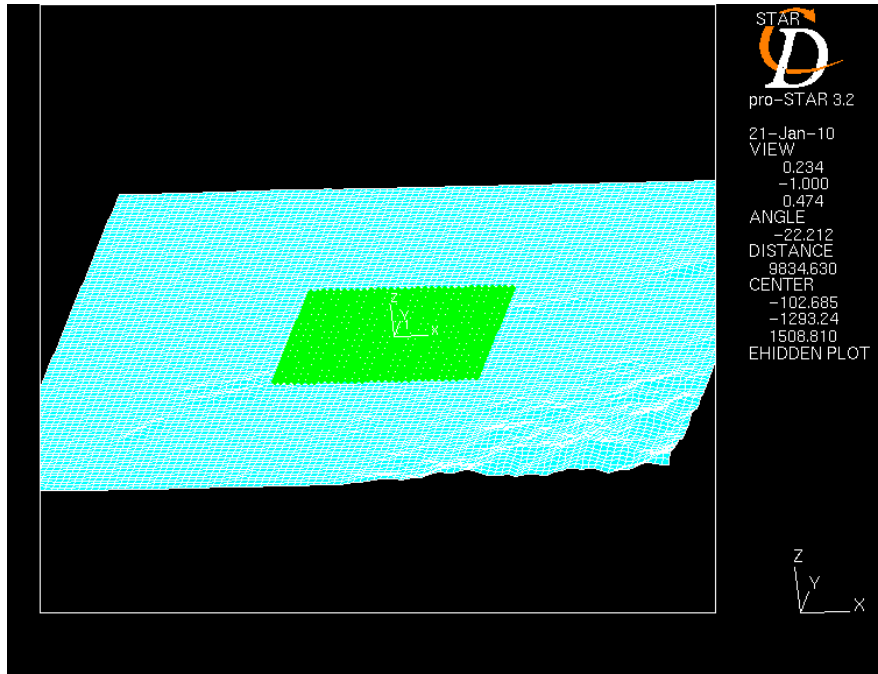 STAR
CD
pro-STAR 3.2
21-Jan-10
VIEW
0.234
-1.000
0.474
ANGLE
-22.212
DISTANCE
9834.630
CENTER
-102.685
-1293.24
1508.810
EHIDDEN PLOT
Z
Y
X
Z
Y
X